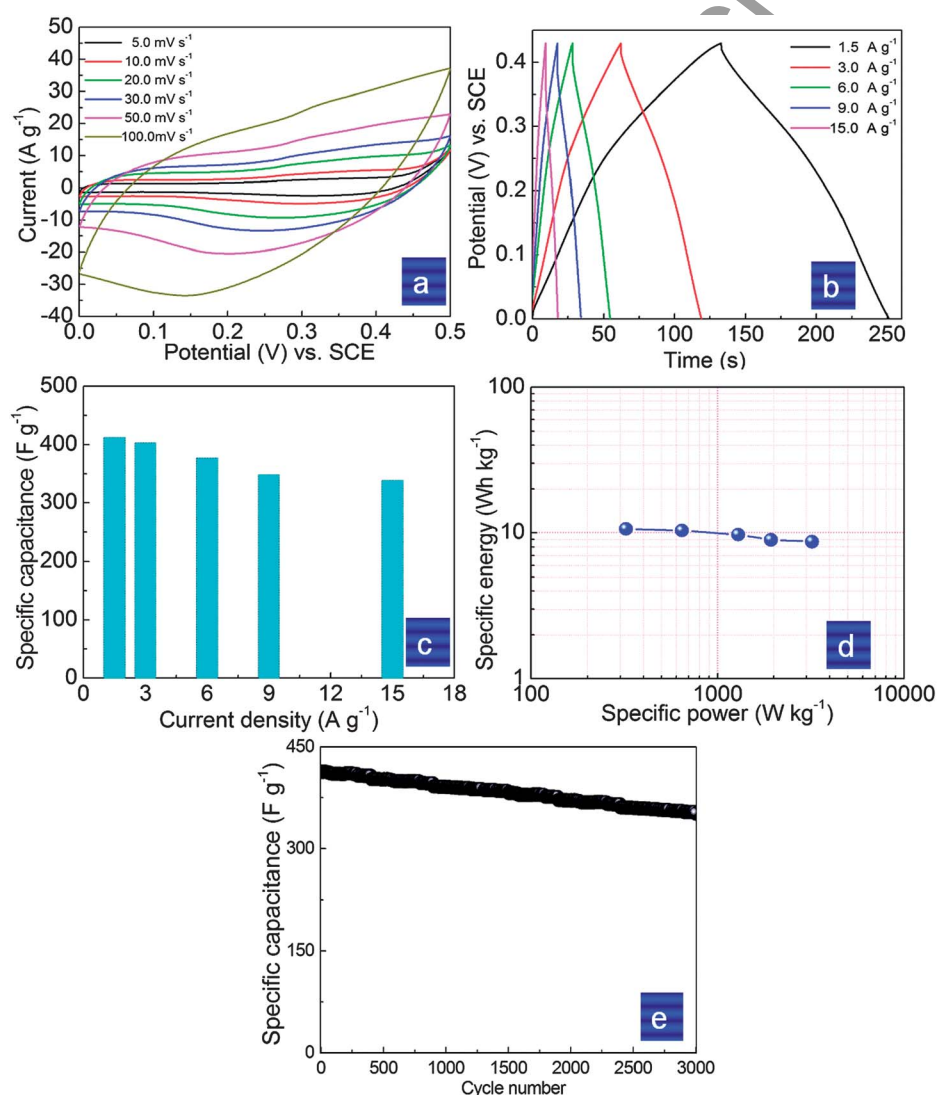 50
40
30
20
10
0
-10
-20
-30
-40
Current (A g⁻¹)
5.0 mV s⁻¹
10.0 mV s⁻¹
20.0 mV s⁻¹
30.0 mV s⁻¹
50.0 mV s⁻¹
100.0mV s⁻¹
a
0.0 0.1 0.2 0.3 0.4 0.5
Potential (V) vs. SCE
0.4
0.3
0.2
0.1
0.0
Potential (V) vs. SCE
1.5 A g⁻¹
3.0 A g⁻¹
6.0 A g⁻¹
9.0 A g⁻¹
15.0 A g⁻¹
b
0 50 100 150 200 250
Time (s)
500
400
300
200
100
0
Specific capacitance (F g⁻¹)
c
0 3 6 9 12 15 18
Current density (A g⁻¹)
100
10
1
Specific energy (Wh kg⁻¹)
d
100 1000 10000
Specific power (W kg⁻¹)
450
300
150
0
Specific capacitance (F g⁻¹)
e
0 500 1000 1500 2000 2500 3000
Cycle number